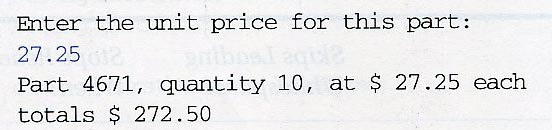 Enter the unit price for this part:
27.25
Part 4671, quantity 10, at $ 27.25 each
totals $ 272.50